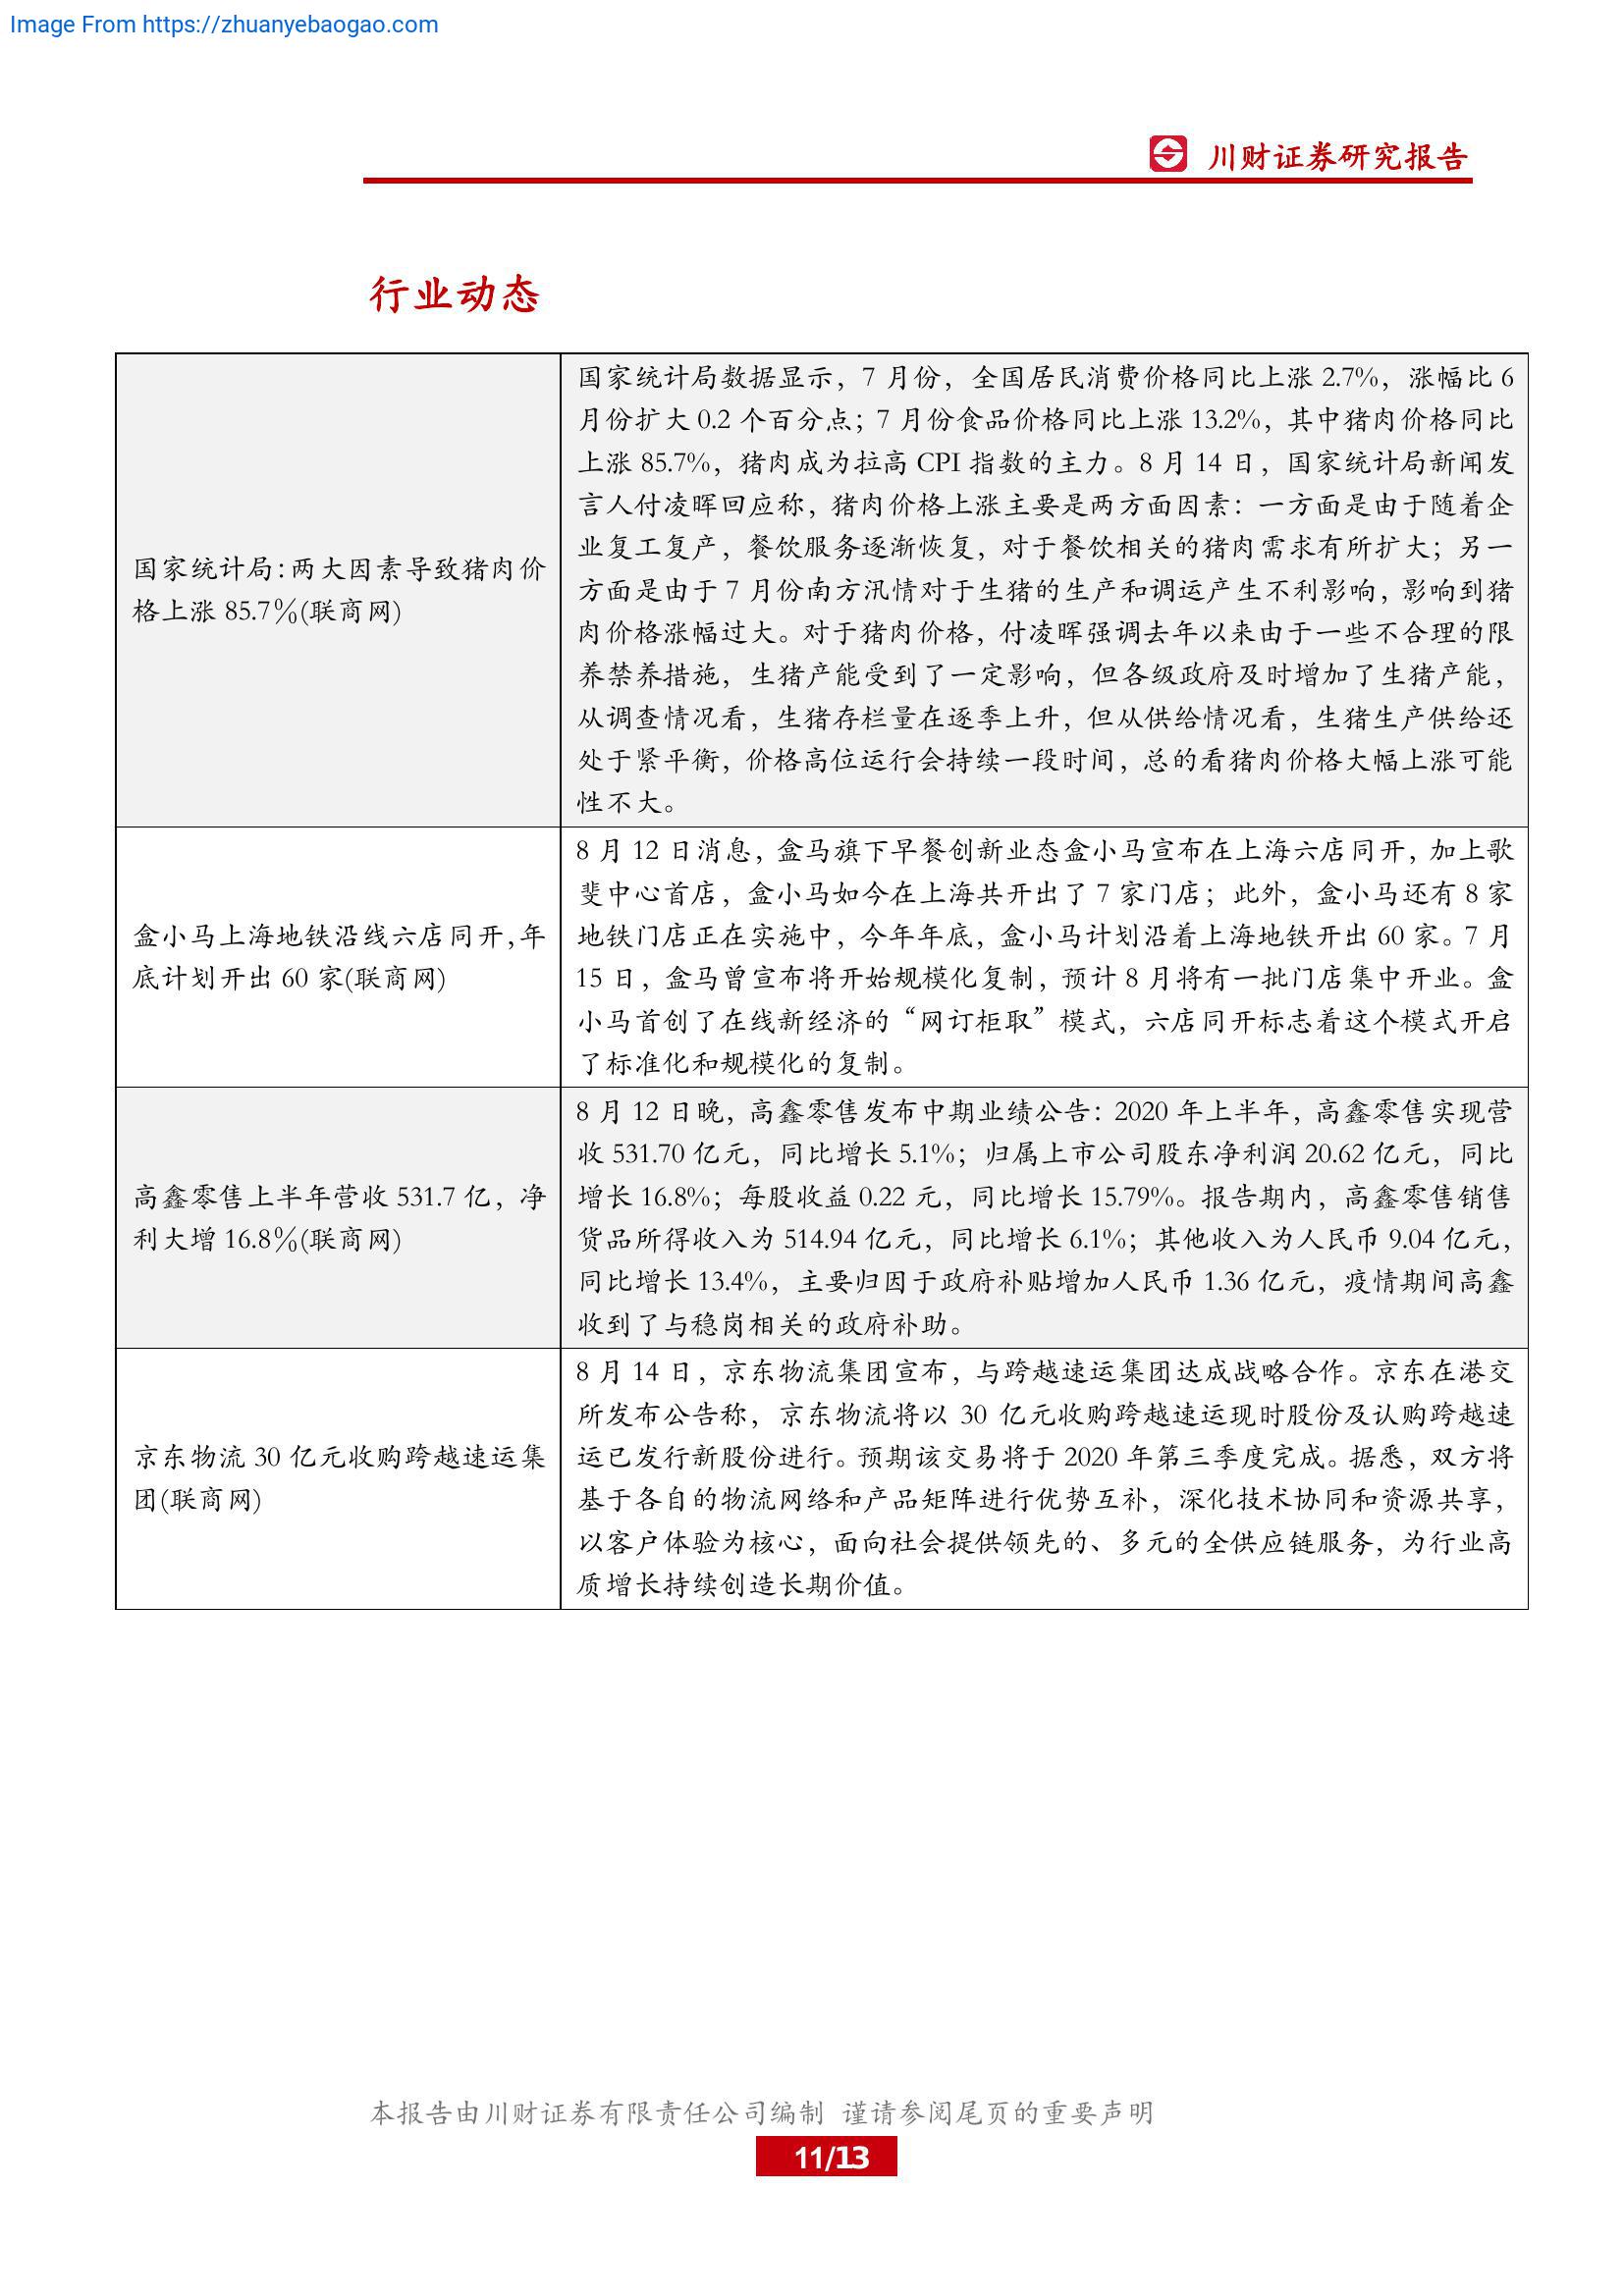 Image From https://zhuanyebaogao.com
川财证券研究报告
行业动态
国家统计局:两大因素导致猪肉价
格上涨 85.7%(联商网)
国家统计局数据显示，7 月份，全国居民消费价格同比上涨 2.7%，涨幅比 6
月份扩大 0.2 个百分点；7 月份食品价格同比上涨 13.2%，其中猪肉价格同比
上涨 85.7%，猪肉成为拉高 CPI 指数的主力。8 月 14 日，国家统计局新闻发
言人付凌晖回应称，猪肉价格上涨主要是两方面因素：一方面是由于随着企
业复工复产，餐饮服务逐渐恢复，对于餐饮相关的猪肉需求有所扩大；另一
方面是由于 7 月份南方汛情对于生猪的生产和调运产生不利影响，影响到猪
肉价格涨幅过大。对于猪肉价格，付凌晖强调去年以来由于一些不合理的限
养禁养措施，生猪产能受到了一定影响，但各级政府及时增加了生猪产能，
从调查情况看，生猪存栏量在逐季上升，但从供给情况看，生猪生产供给还
处于紧平衡，价格高位运行会持续一段时间，总的看猪肉价格大幅上涨可能
性不大。
盒小马上海地铁沿线六店同开,年
底计划开出 60 家(联商网)
8 月 12 日消息，盒马旗下早餐创新业态盒小马宣布在上海六店同开，加上歌
斐中心首店，盒小马如今在上海共开出了 7 家门店；此外，盒小马还有 8 家
地铁门店正在实施中，今年年底，盒小马计划沿着上海地铁开出 60 家。7 月
15 日，盒马曾宣布将开始规模化复制，预计 8 月将有一批门店集中开业。盒
小马首创了在线新经济的“网订柜取”模式，六店同开标志着这个模式开启
了标准化和规模化的复制。
高鑫零售上半年营收 531.7 亿，净
利大增 16.8%(联商网)
8 月 12 日晚，高鑫零售发布中期业绩公告：2020 年上半年，高鑫零售实现营
收 531.70 亿元，同比增长 5.1%；归属上市公司股东净利润 20.62 亿元，同比
增长 16.8%；每股收益 0.22 元，同比增长 15.79%。报告期内，高鑫零售销售
货品所得收入为 514.94 亿元，同比增长 6.1%；其他收入为人民币 9.04 亿元，
同比增长 13.4%，主要归因于政府补贴增加人民币 1.36 亿元，疫情期间高鑫
收到了与稳岗相关的政府补助。
京东物流 30 亿元收购跨越速运集
团(联商网)
8 月 14 日，京东物流集团宣布，与跨越速运集团达成战略合作。京东在港交
所发布公告称，京东物流将以 30 亿元收购跨越速运现时股份及认购跨越速
运已发行新股份进行。预期该交易将于 2020 年第三季度完成。据悉，双方将
基于各自的物流网络和产品矩阵进行优势互补，深化技术协同和资源共享，
以客户体验为核心，面向社会提供领先的、多元的全供应链服务，为行业高
质增长持续创造长期价值。
本报告由川财证券有限责任公司编制 谨请参阅尾页的重要声明
11/13